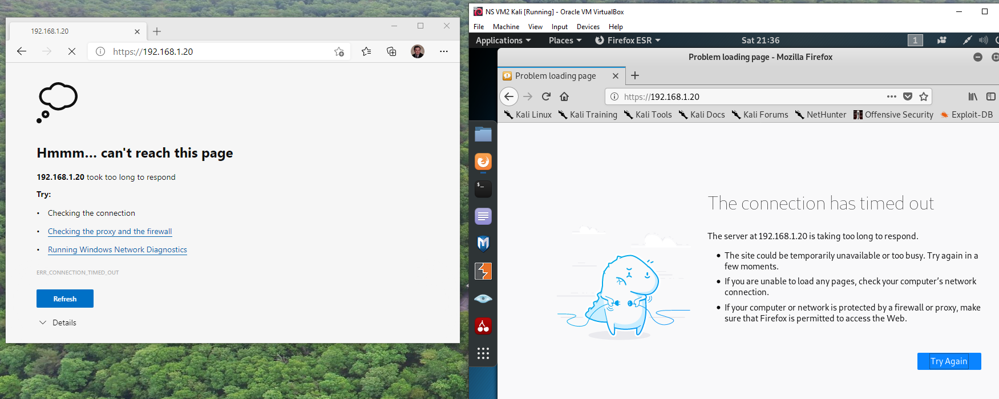 192.168.1.20
https://192.168.1.20
Hmmm... can't reach this page
192.168.1.20 took too long to respond
Try:
• Checking the connection
• Checking the proxy and the firewall
• Running Windows Network Diagnostics
ERR_CONNECTION_TIMED_OUT
Refresh
Details
NS VM2 Kali [Running] - Oracle VM VirtualBox
File Machine View Input Devices Help
Applications Places Firefox ESR Sat 21:36 1
Problem loading page - Mozilla Firefox
Problem loading page
https://192.168.1.20
Kali Linux Kali Training Kali Tools Kali Docs Kali Forums NetHunter Offensive Security Exploit-DB
$_
The connection has timed out
The server at 192.168.1.20 is taking too long to respond.
• The site could be temporarily unavailable or too busy. Try again in a
few moments.
• If you are unable to load any pages, check your computer’s network
connection.
• If your computer or network is protected by a firewall or proxy, make
sure that Firefox is permitted to access the Web.
Try Again